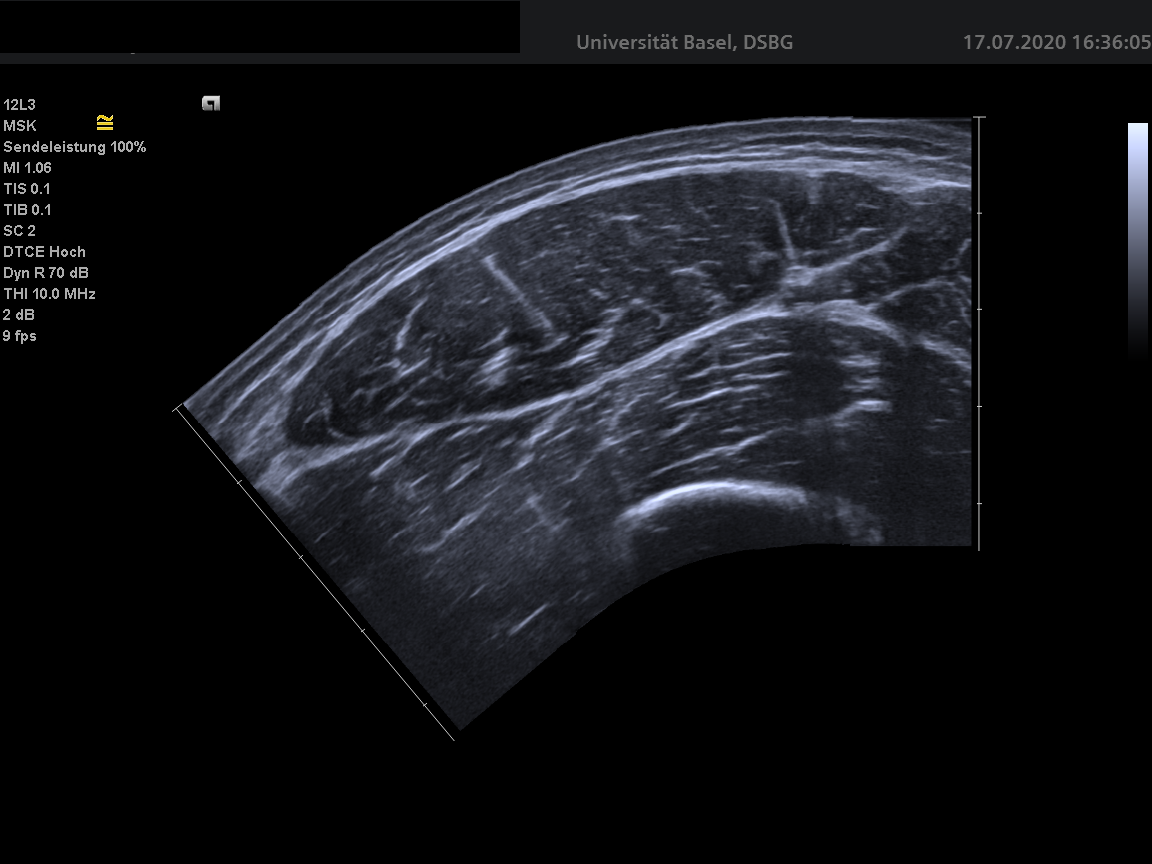 Universität Basel, DSBG
17.07.2020 16:36:05
12L3
MSK
Sendeleistung 100%
MI 1.06
TIS 0.1
TIB 0.1
SC 2
DTCE Hoch
Dyn R 70 dB
THI 10.0 MHz
2 dB
9 fps